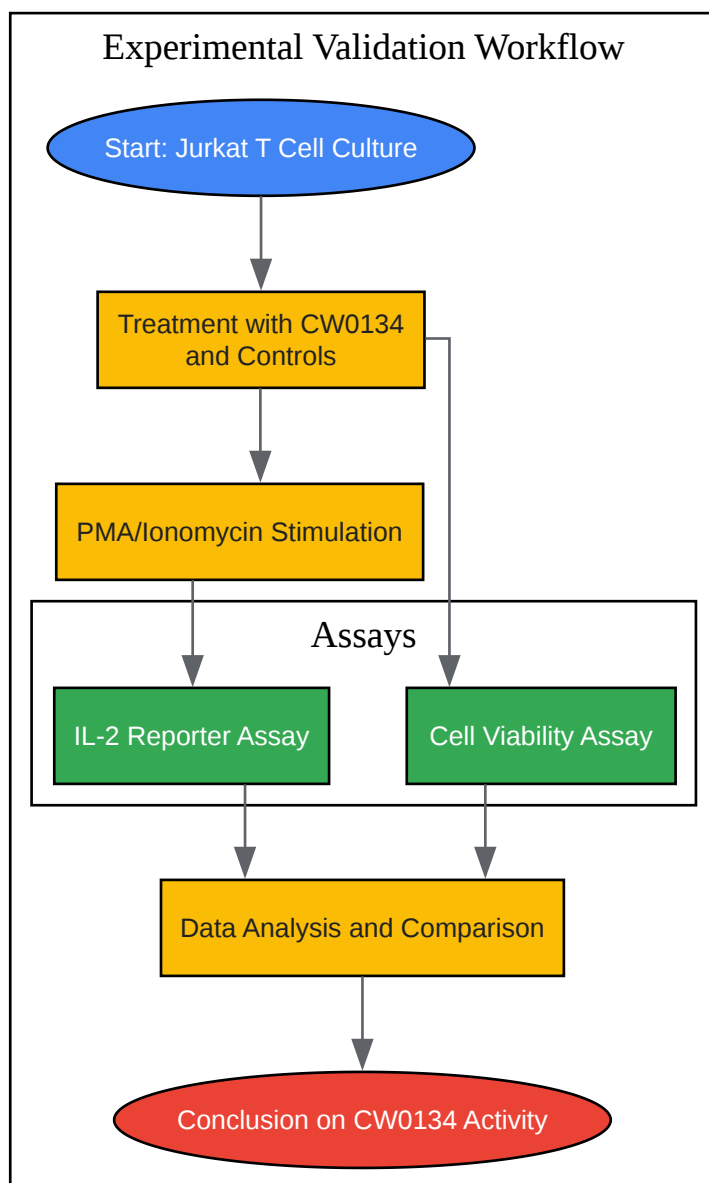 Experimental Validation Workflow
Start: Jurkat T Cell Culture
Treatment with CW0134
and Controls
PMA/Ionomycin Stimulation
Assays
IL-2 Reporter Assay
Cell Viability Assay
Data Analysis and Comparison
Conclusion on CW0134 Activity